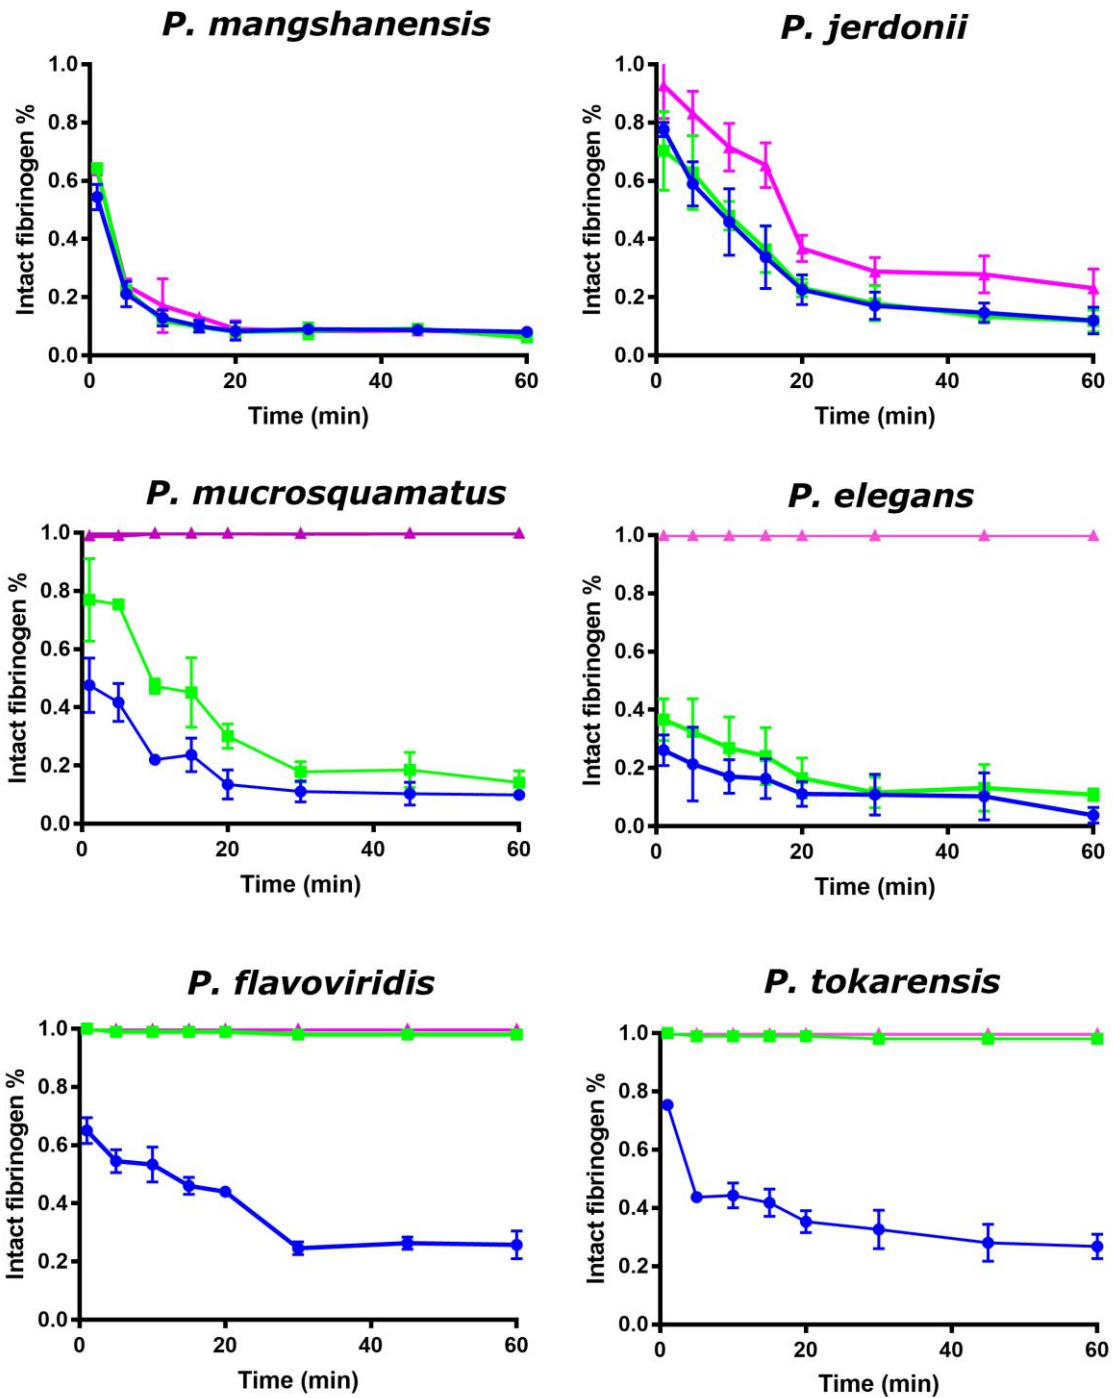 P. mangshanensis
Intact fibrinogen %
1.0
0.8
0.6
0.4
0.2
0.0
0 20 40 60
Time (min)
P. jerdonii
Intact fibrinogen %
1.0
0.8
0.6
0.4
0.2
0.0
0 20 40 60
Time (min)
P. mucrosquamatus
Intact fibrinogen %
1.0
0.8
0.6
0.4
0.2
0.0
0 20 40 60
Time (min)
P. elegans
Intact fibrinogen %
1.0
0.8
0.6
0.4
0.2
0.0
0 20 40 60
Time (min)
P. flavoviridis
Intact fibrinogen %
1.0
0.8
0.6
0.4
0.2
0.0
0 20 40 60
Time (min)
P. tokarensis
Intact fibrinogen %
1.0
0.8
0.6
0.4
0.2
0.0
0 20 40 60
Time (min)